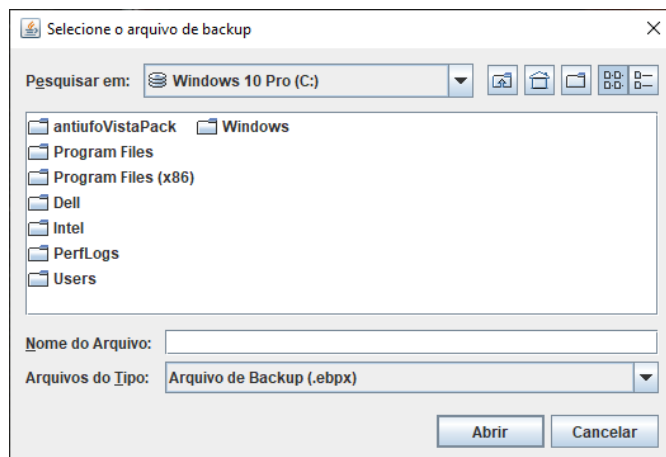 Selecione o arquivo de backup
Pesquisar em: Windows 10 Pro (C:)
antiufoVistaPack Windows
Program Files
Program Files (x86)
Dell
Intel
PerfLogs
Users
Nome do Arquivo:
Arquivos do Tipo: Arquivo de Backup (.ebpx)
Abrir Cancelar